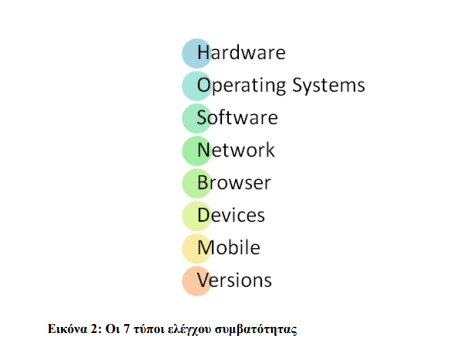 Hardware
Operating Systems
Software
Network
Browser
Devices
Mobile
Versions
Εικόνα 2: Οι 7 τύποι ελέγχου συμβατότητας